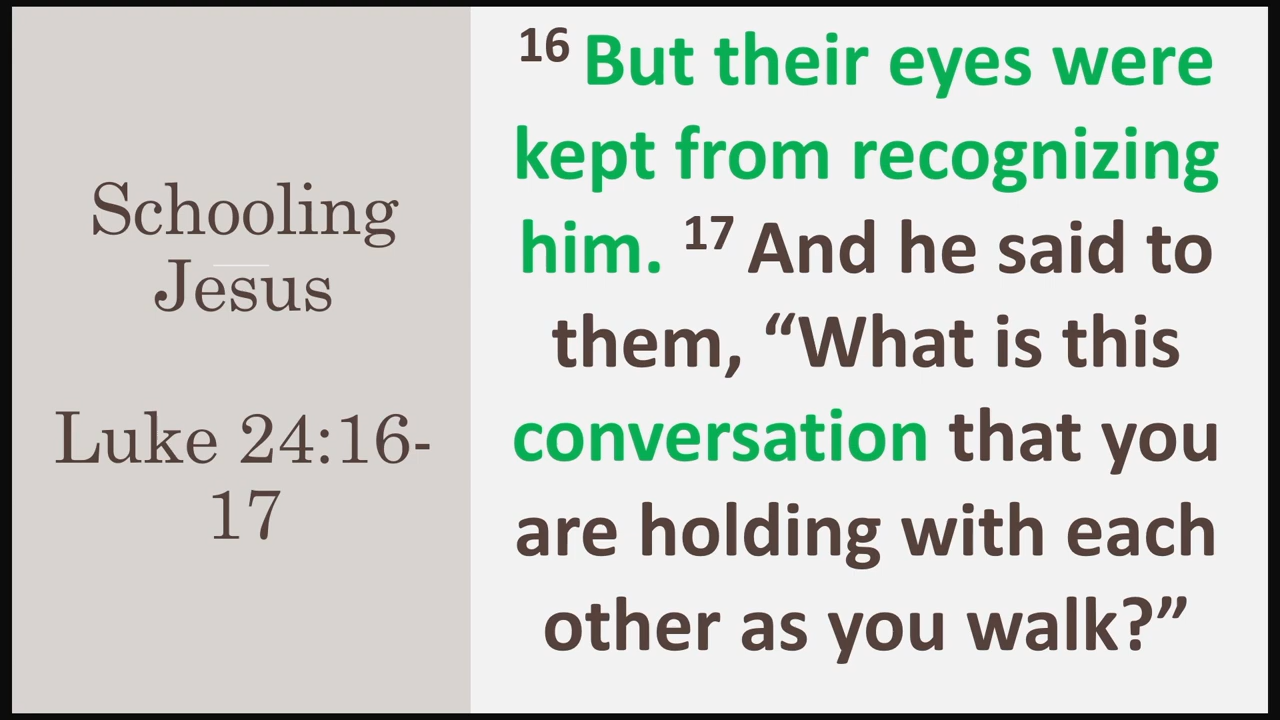 Schooling
Jesus
Luke 24:16-
17
16 But their eyes were
kept from recognizing
him. 17 And he said to
them, “What is this
conversation that you
are holding with each
other as you walk?”